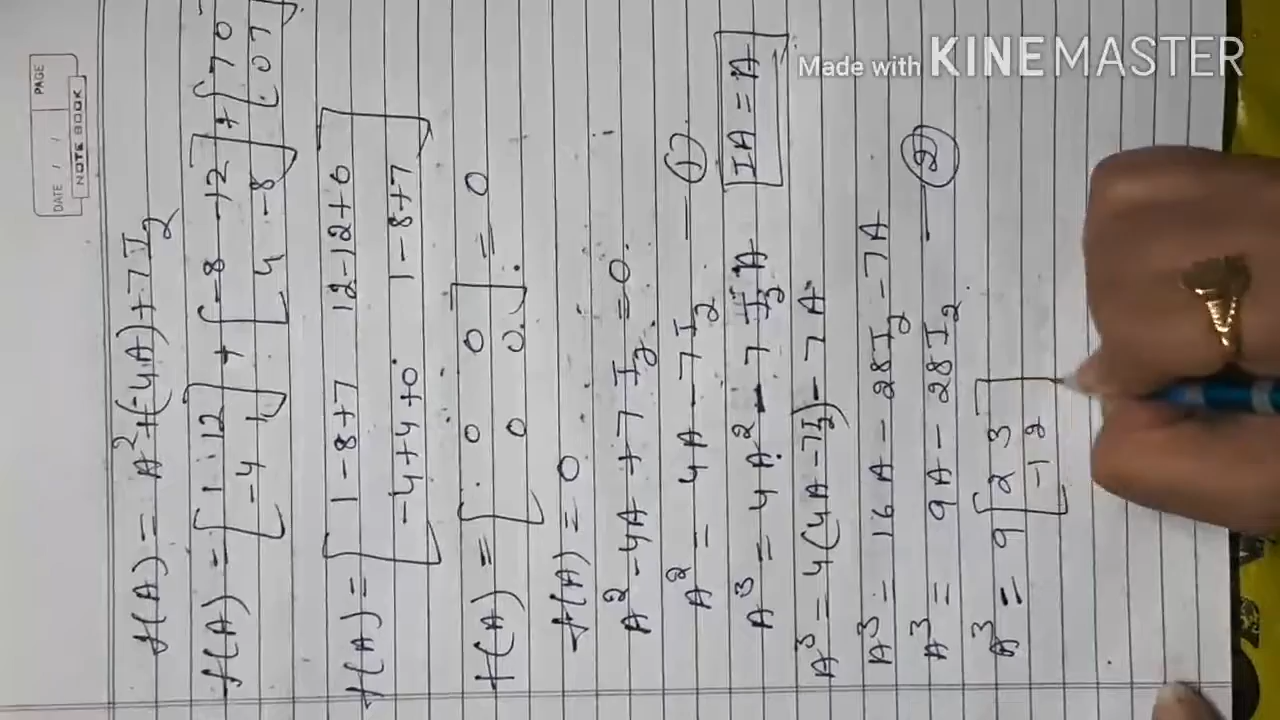 PAGE
DATE / /
NOTE BOOK
f(A) = A² + (-4A) + 7I₂
f(A) = [1 12 -4 1] + [-8 -12 4 -8] + [7 0 0 7]
f(A) = [1-8+7 12-12+0 -4+4+0 1-8+7]
f(A) = [0 0 0 0] = 0
f(A) = 0
A² - 4A + 7I₂ = 0
A² = 4A - 7I₂ — ①
A³ = 4A² - 7I₂A IA = A
A³ = 4(4A - 7I₂) - 7A
A³ = 16A - 28I₂ - 7A
A³ = 9A - 28I₂ — ②
A³ = 9 [2 3 -1 2]
Made with KINEMASTER